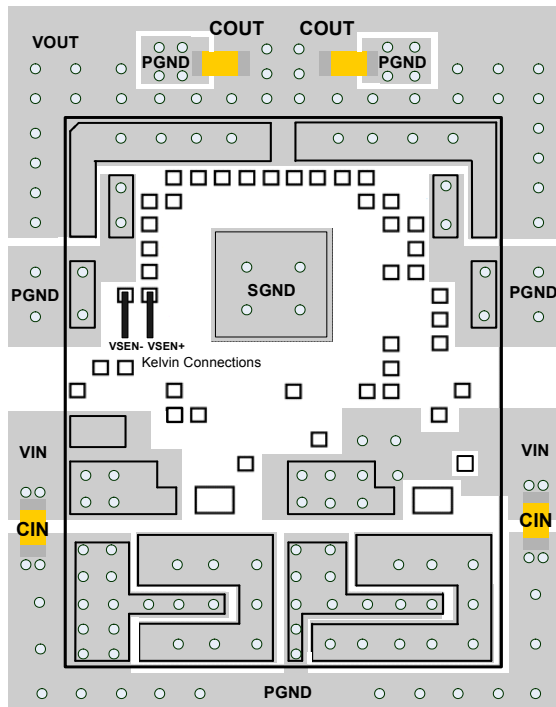 COUT COUT
VOUT
PGND PGND
SGND
PGND PGND
VSEN- VSEN+
Kelvin Connections
VIN VIN
CIN CIN
PGND